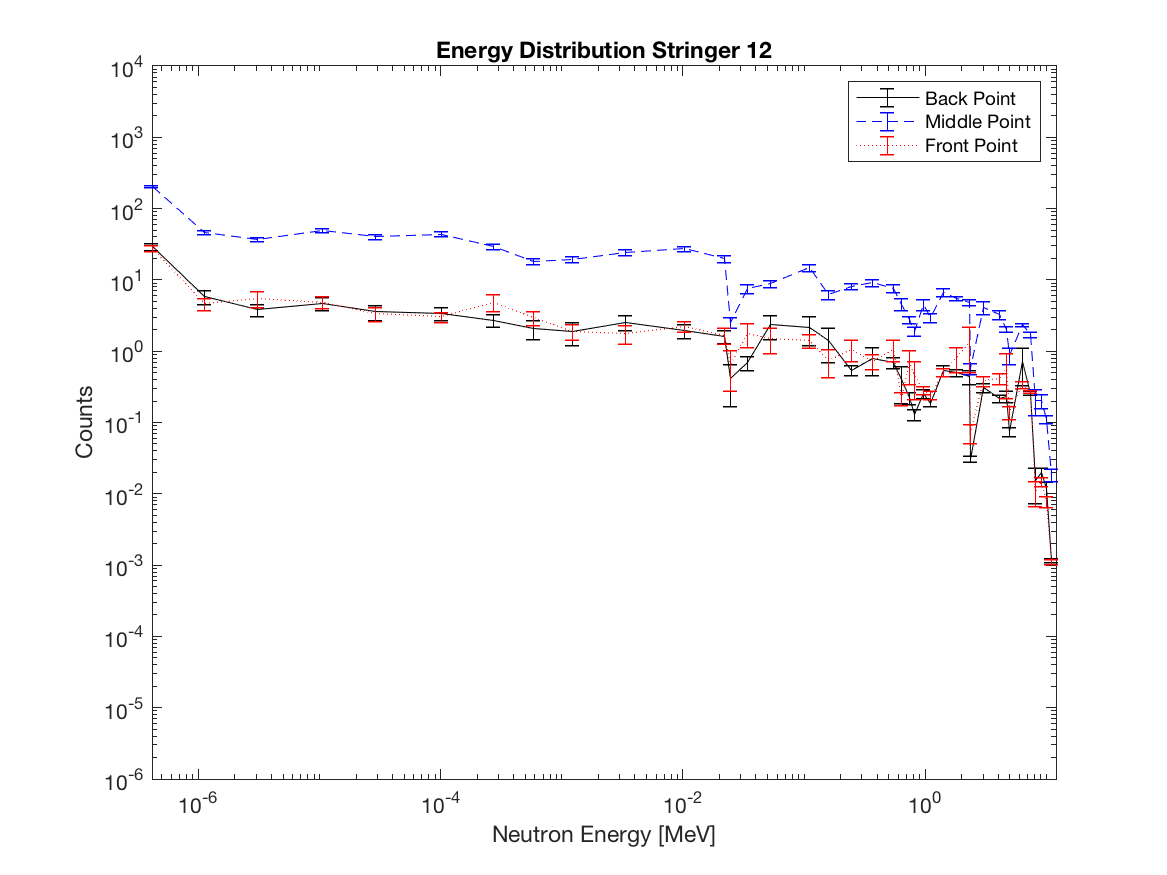 Energy Distribution Stringer 12
10^4
10^3
10^2
10^1
10^0
10^-1
10^-2
10^-3
10^-4
10^-5
10^-6
Counts
Back Point
Middle Point
Front Point
10^-6 10^-4 10^-2 10^0
Neutron Energy [MeV]